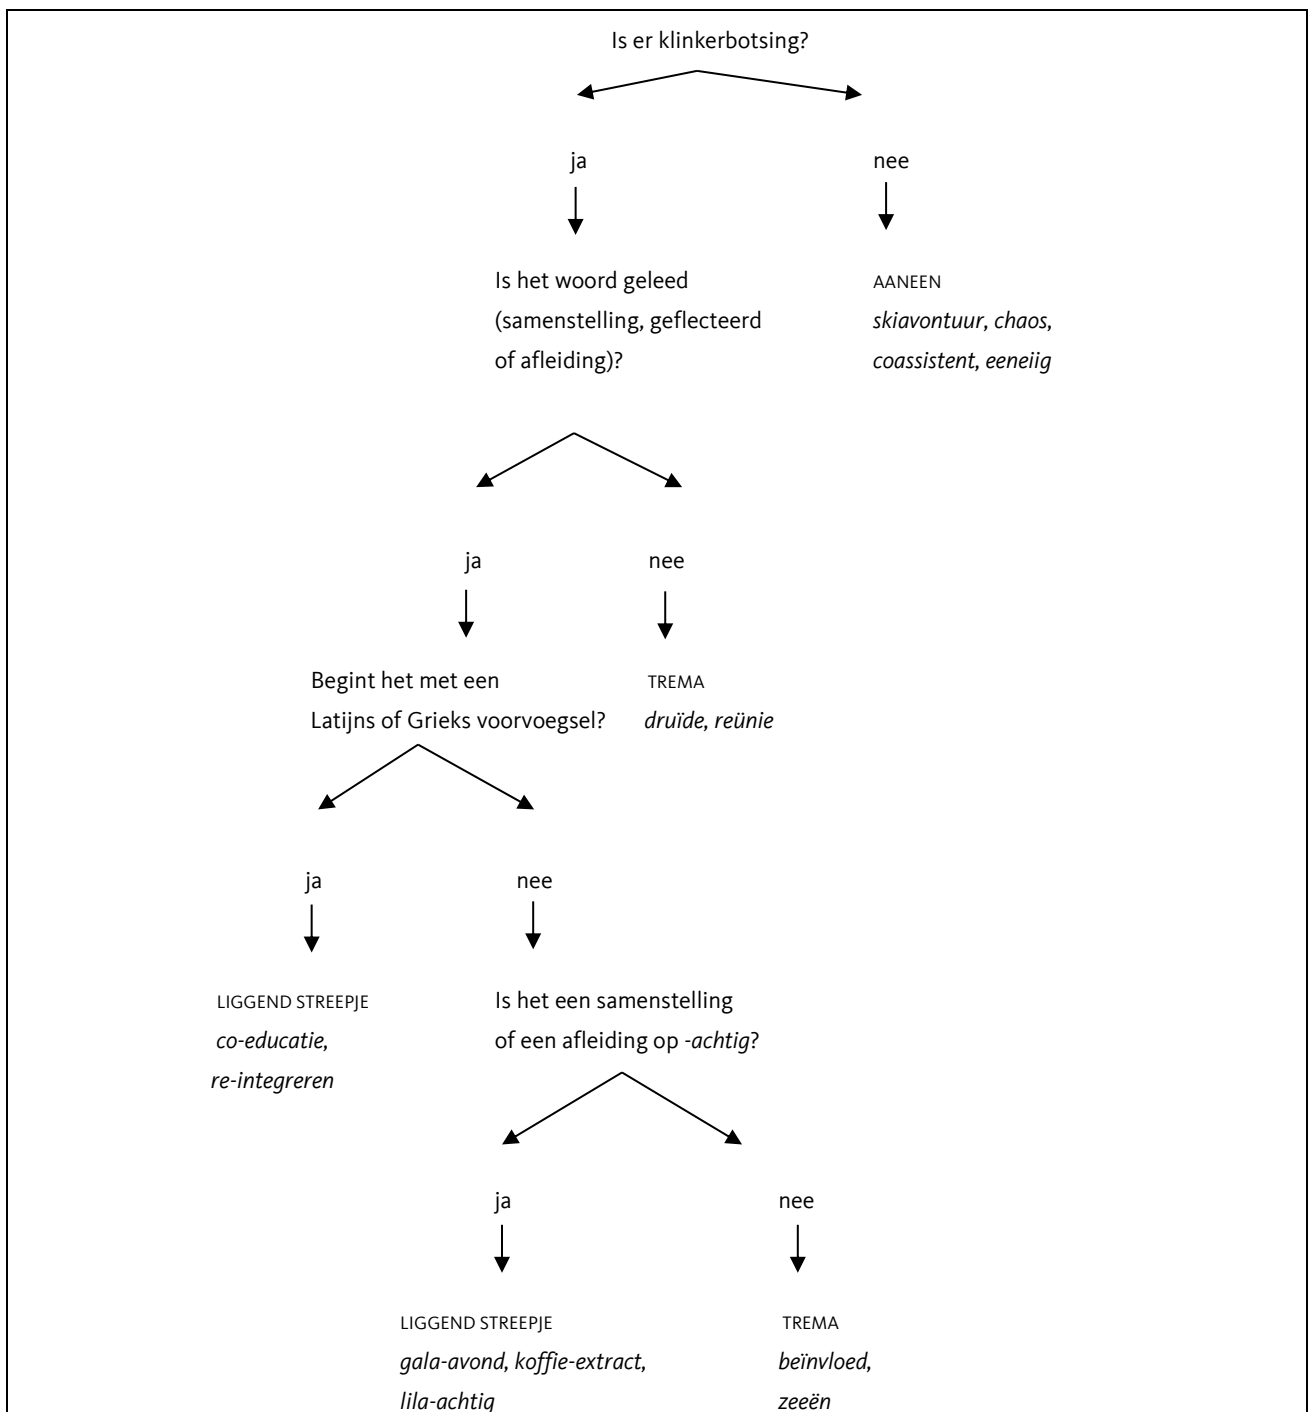 Is er klinkerbotsing?
ja
nee
Is het woord geleed
(samenstelling, geflecteerd
of afleiding)?
AANEEN
skiavontuur, chaos,
coassistent, eeneiig
ja
nee
Begint het met een
Latijns of Grieks voorvoegsel?
TREMA
druïde, reünie
ja
nee
LIGGEND STREEPJE
co-educatie,
re-integreren
Is het een samenstelling
of een afleiding op -achtig?
ja
nee
LIGGEND STREEPJE
gala-avond, koffie-extract,
lila-achtig
TREMA
beïnvloed,
zeeën